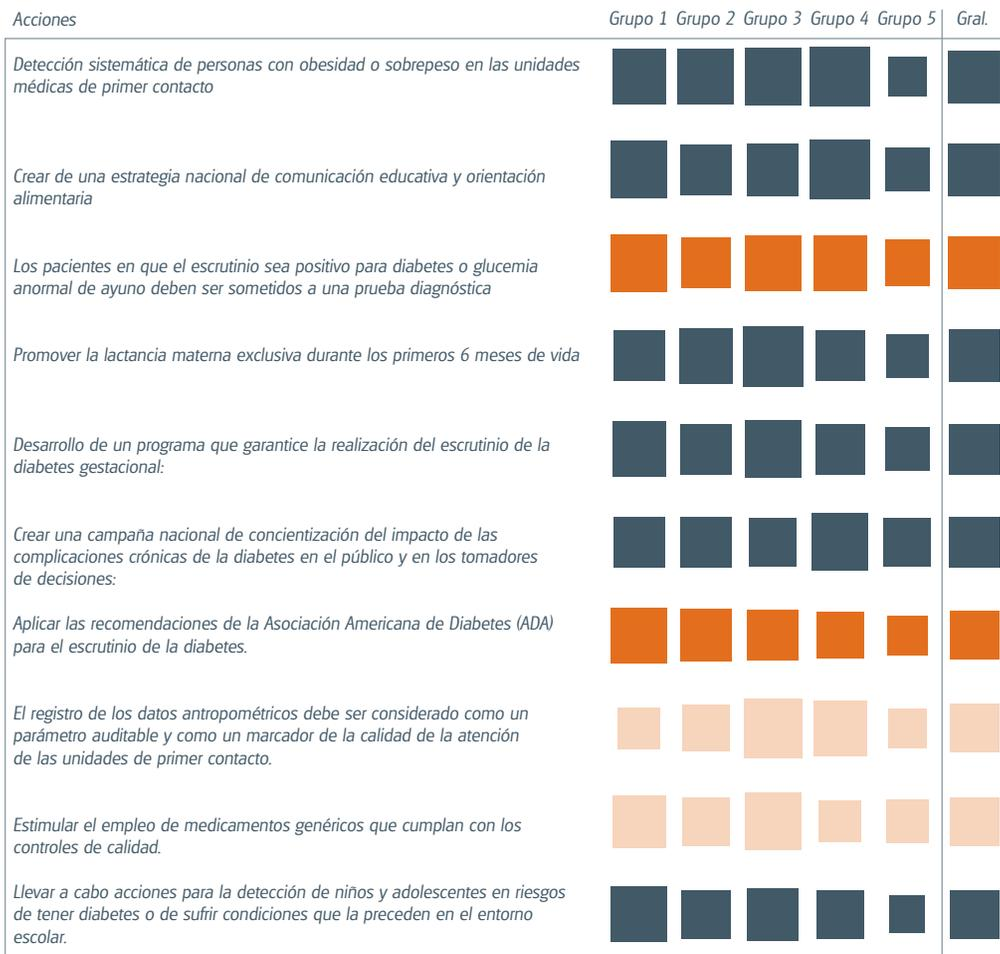 Acciones Grupo 1 Grupo 2 Grupo 3 Grupo 4 Grupo 5 Gral.
Detección sistemática de personas con obesidad o sobrepeso en las unidades
médicas de primer contacto
Crear de una estrategia nacional de comunicación educativa y orientación
alimentaria
Los pacientes en que el escrutinio sea positivo para diabetes o glucemia
anormal de ayuno deben ser sometidos a una prueba diagnóstica
Promover la lactancia materna exclusiva durante los primeros 6 meses de vida
Desarrollo de un programa que garantice la realización del escrutinio de la
diabetes gestacional:
Crear una campaña nacional de concientización del impacto de las
complicaciones crónicas de la diabetes en el público y en los tomadores
de decisiones:
Aplicar las recomendaciones de la Asociación Americana de Diabetes (ADA)
para el escrutinio de la diabetes.
El registro de los datos antropométricos debe ser considerado como un
parámetro auditable y como un marcador de la calidad de la atención
de las unidades de primer contacto.
Estimular el empleo de medicamentos genéricos que cumplan con los
controles de calidad.
Llevar a cabo acciones para la detección de niños y adolescentes en riesgos
de tener diabetes o de sufrir condiciones que la preceden en el entorno
escolar.